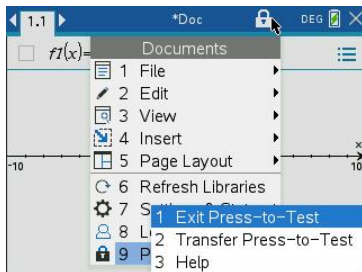 1.1 *Doc DEG
f1(x)=
Documents
1 File
2 Edit
3 View
4 Insert
5 Page Layout
6 Refresh Libraries
7 S
1 Exit Press-to-Test
8 L
2 Transfer Press-to-Test
9 P
3 Help
-10
x
10